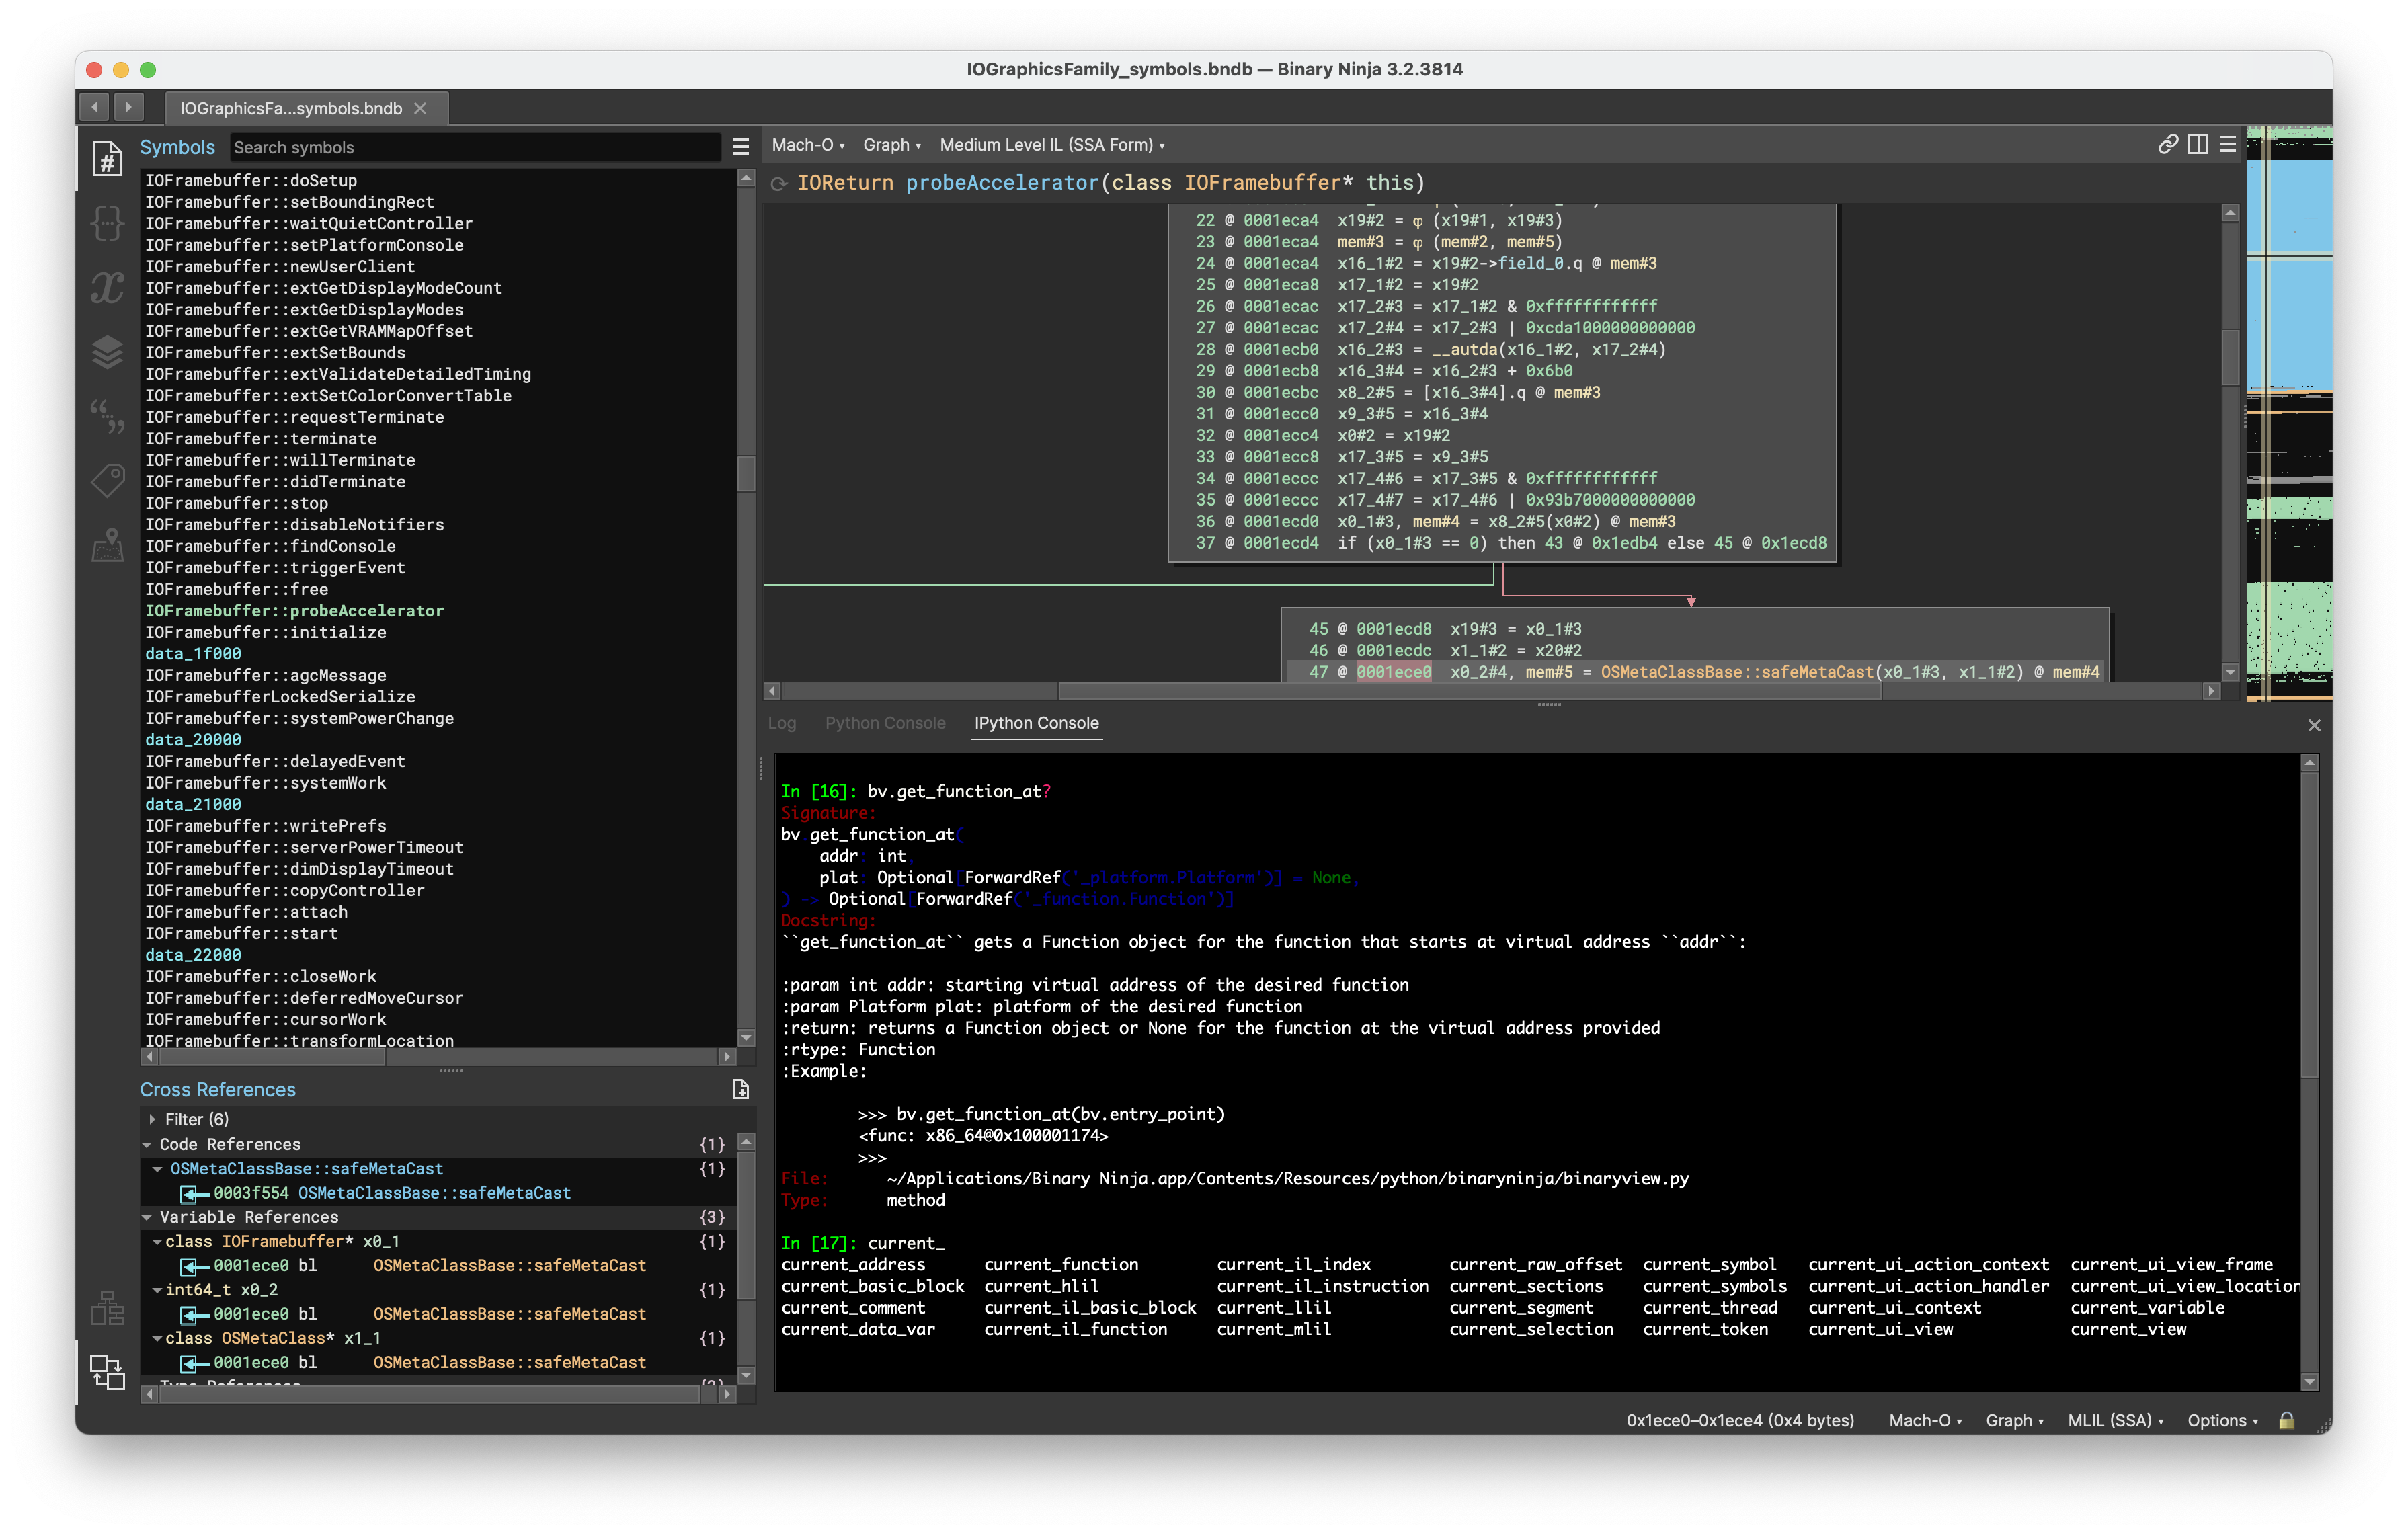 IOGraphicsFamily_symbols.bndb — Binary Ninja 3.2.3814
IOGraphicsFa...symbols.bndb
Symbols
Search symbols
IOFramebuffer::doSetup
IOFramebuffer::setBoundingRect
IOFramebuffer::waitQuietController
IOFramebuffer::setPlatformConsole
IOFramebuffer::newUserClient
IOFramebuffer::extGetDisplayModeCount
IOFramebuffer::extGetDisplayModes
IOFramebuffer::extGetVRAMMapOffset
IOFramebuffer::extSetBounds
IOFramebuffer::extValidateDetailedTiming
IOFramebuffer::extSetColorConvertTable
IOFramebuffer::requestTerminate
IOFramebuffer::terminate
IOFramebuffer::willTerminate
IOFramebuffer::didTerminate
IOFramebuffer::stop
IOFramebuffer::disableNotifiers
IOFramebuffer::findConsole
IOFramebuffer::triggerEvent
IOFramebuffer::free
IOFramebuffer::probeAccelerator
IOFramebuffer::initialize
data_1f000
IOFramebuffer::agcMessage
IOFramebufferLockedSerialize
IOFramebuffer::systemPowerChange
data_20000
IOFramebuffer::delayedEvent
IOFramebuffer::systemWork
data_21000
IOFramebuffer::writePrefs
IOFramebuffer::serverPowerTimeout
IOFramebuffer::dimDisplayTimeout
IOFramebuffer::copyController
IOFramebuffer::attach
IOFramebuffer::start
data_22000
IOFramebuffer::closeWork
IOFramebuffer::deferredMoveCursor
IOFramebuffer::cursorWork
IOFramebuffer::transformLocation
Cross References
Filter (6)
Code References {1}
OSMetaClassBase::safeMetaCast {1}
0003f554 OSMetaClassBase::safeMetaCast
Variable References {3}
class IOFramebuffer* x0_1 {1}
0001ece0 bl OSMetaClassBase::safeMetaCast
int64_t x0_2 {1}
0001ece0 bl OSMetaClassBase::safeMetaCast
class OSMetaClass* x1_1 {1}
0001ece0 bl OSMetaClassBase::safeMetaCast
Mach-O Graph Medium Level IL (SSA Form)
IOReturn probeAccelerator(class IOFramebuffer* this)
22 @ 0001eca4 x19#2 = φ (x19#1, x19#3)
23 @ 0001eca4 mem#3 = φ (mem#2, mem#5)
24 @ 0001eca4 x16_1#2 = x19#2->field_0.q @ mem#3
25 @ 0001eca8 x17_1#2 = x19#2
26 @ 0001ecac x17_2#3 = x17_1#2 & 0xffffffffffff
27 @ 0001ecac x17_2#4 = x17_2#3 | 0xcda1000000000000
28 @ 0001ecb0 x16_2#3 = __autda(x16_1#2, x17_2#4)
29 @ 0001ecb8 x16_3#4 = x16_2#3 + 0x6b0
30 @ 0001ecbc x8_2#5 = [x16_3#4].q @ mem#3
31 @ 0001ecc0 x9_3#5 = x16_3#4
32 @ 0001ecc4 x0#2 = x19#2
33 @ 0001ecc8 x17_3#5 = x9_3#5
34 @ 0001eccc x17_4#6 = x17_3#5 & 0xffffffffffff
35 @ 0001eccc x17_4#7 = x17_4#6 | 0x93b7000000000000
36 @ 0001ecd0 x0_1#3, mem#4 = x8_2#5(x0#2) @ mem#3
37 @ 0001ecd4 if (x0_1#3 == 0) then 43 @ 0x1edb4 else 45 @ 0x1ecd8
45 @ 0001ecd8 x19#3 = x0_1#3
46 @ 0001ecdc x1_1#2 = x20#2
47 @ 0001ece0 x0_2#4, mem#5 = OSMetaClassBase::safeMetaCast(x0_1#3, x1_1#2) @ mem#4
Log Python Console IPython Console
In [16]: bv.get_function_at?
Signature:
bv.get_function_at(
addr: int,
plat: Optional[ForwardRef('_platform.Platform')] = None,
) -> Optional[ForwardRef('_function.Function')]
Docstring:
``get_function_at`` gets a Function object for the function that starts at virtual address ``addr``:
:param int addr: starting virtual address of the desired function
:param Platform plat: platform of the desired function
:return: returns a Function object or None for the function at the virtual address provided
:rtype: Function
:Example:
>>> bv.get_function_at(bv.entry_point)
<func: x86_64@0x100001174>
>>>
File: ~/Applications/Binary Ninja.app/Contents/Resources/python/binaryninja/binaryview.py
Type: method
In [17]: current_
current_address current_function current_il_index current_raw_offset current_symbol current_ui_action_context current_ui_view_frame
current_basic_block current_hlil current_il_instruction current_sections current_symbols current_ui_action_handler current_ui_view_location
current_comment current_il_basic_block current_llil current_segment current_thread current_ui_context current_variable
current_data_var current_il_function current_mlil current_selection current_token current_ui_view current_view
0x1ece0–0x1ece4 (0x4 bytes) Mach-O Graph MLIL (SSA) Options